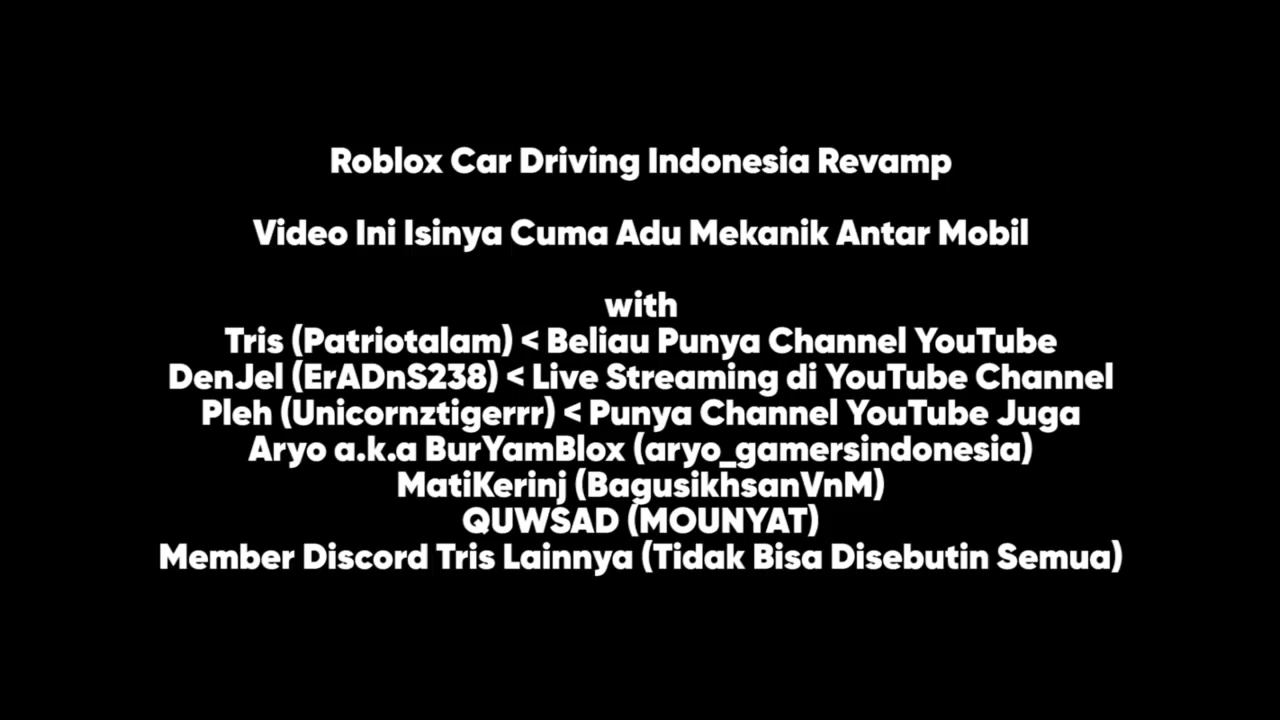 Roblox Car Driving Indonesia Revamp
Video Ini Isinya Cuma Adu Mekanik Antar Mobil
with
Tris (Patriotalam) < Beliau Punya Channel YouTube
DenJel (ErADnS238) < Live Streaming di YouTube Channel
Pleh (Unicornztigerrr) < Punya Channel YouTube Juga
Aryo a.k.a BurYamBlox (aryo_gamersindonesia)
MatiKerinj (BagusikhsanVnM)
QUWSAD (MOUNYAT)
Member Discord Tris Lainnya (Tidak Bisa Disebutin Semua)